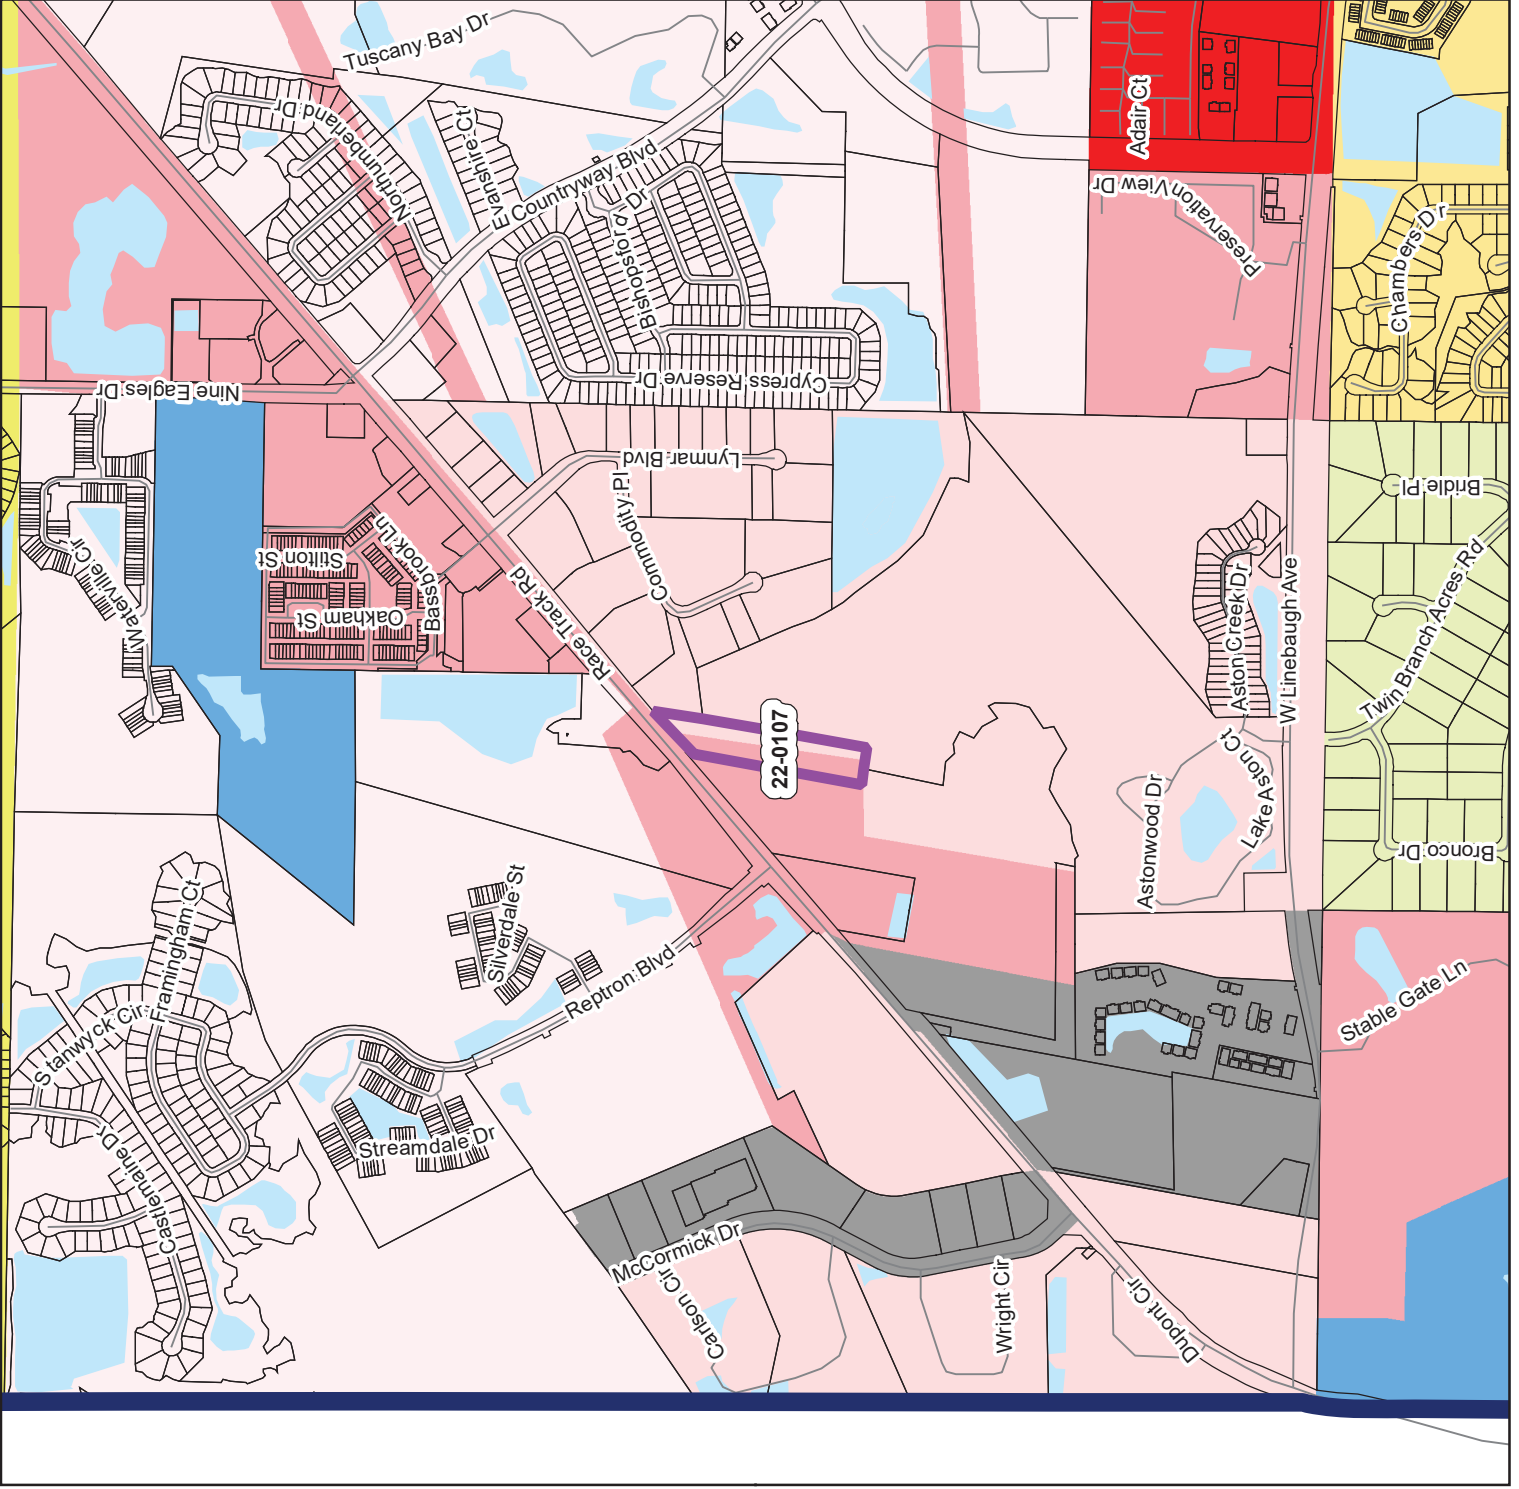 Tuscany Bay Dr
Northumberland Dr
Evanshire Ct
E Countryway Blvd
Adair Ct
Preservation View Dr
Chambers Dr
Bishopsford Dr
Cypress Reserve Dr
Nine Eagles Dr
Lynmar Blvd
Commodity Pl
Bridle Pl
Waterville Cir
Stilton St
Bassbrook Ln
Oakham St
Race Track Rd
Aston Creek Dr
W Linebaugh Ave
Twin Branch Acres Rd
22-0107
Lake Aston Ct
Astonwood Dr
Bronco Dr
Framingham Ct
Silverdale St
Reptron Blvd
Stable Gate Ln
Stanwyck Cir
Streamdale Dr
Castlemaine Dr
McCormick Dr
Carlson Cir
Wright Cir
Dupont Cir